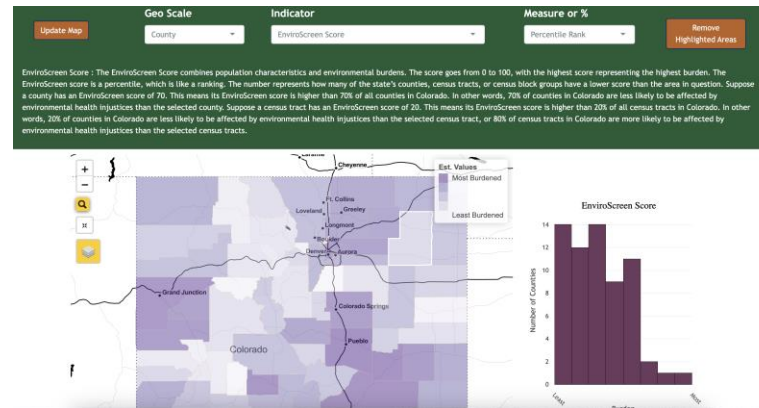 Geo Scale
Indicator
Measure or %
Update Map
County
EnviroScreen Score
Percentile Rank
Remove
Highlighted Areas
EnviroScreen Score : The EnviroScreen Score combines population characteristics and environmental burdens. The score goes from 0 to 100, with the highest score representing the highest burden. The
EnviroScreen score is a percentile, which is like a ranking. The number represents how many of the state's counties, census tracts, or census block groups have a lower score than the area in question. Suppose
a county has an EnviroScreen score of 70. This means its EnviroScreen score is higher than 70% of all counties in Colorado. In other words, 70% of counties in Colorado are less likely to be affected by
environmental health injustices than the selected county. Suppose a census tract has an EnviroScreen score of 20. This means its EnviroScreen score is higher than 20% of all census tracts in Colorado. In other
words, 20% of counties in Colorado are less likely to be affected by environmental injustices than the selected census tract, or 80% of census tracts in Colorado are more likely to be affected by
environmental health injustices than the selected census tracts.
+
−
Cheyenne
Est. Values
Most Burdened
Least Burdened
Ft. Collins
Loveland
Greeley
Longmont
Boulder
Denver
Aurora
Grand Junction
Colorado Springs
Pueblo
Colorado
EnviroScreen Score
Number of Counties
14
12
10
8
6
4
2
0
Least
Most